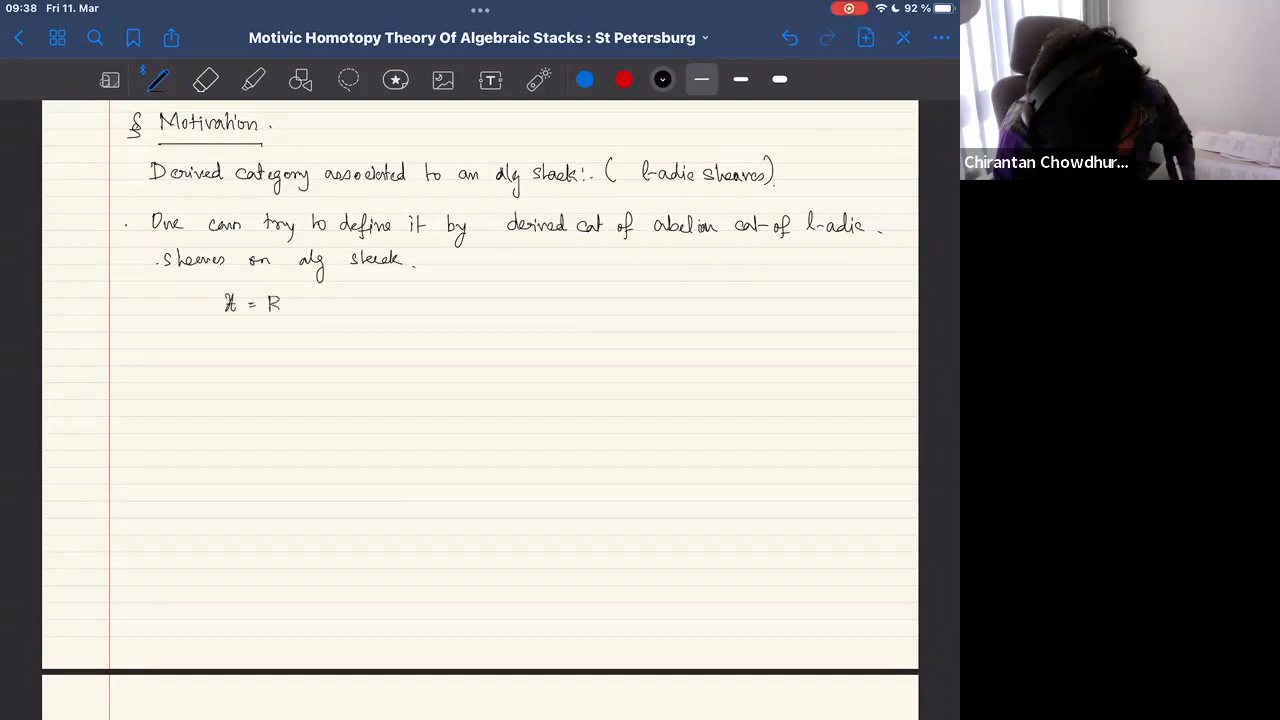 09:38 Fri 11. Mar
92 %
Motivic Homotopy Theory Of Algebraic Stacks : St Petersburg
§ Motivation.
Derived category associated to an alg stack:- ( l-adic sheaves).
. One can try to define it by derived cat of abelian cat-of l-adic.
.sheaves on alg stack.
X = B
Chirantan Chowdhur...